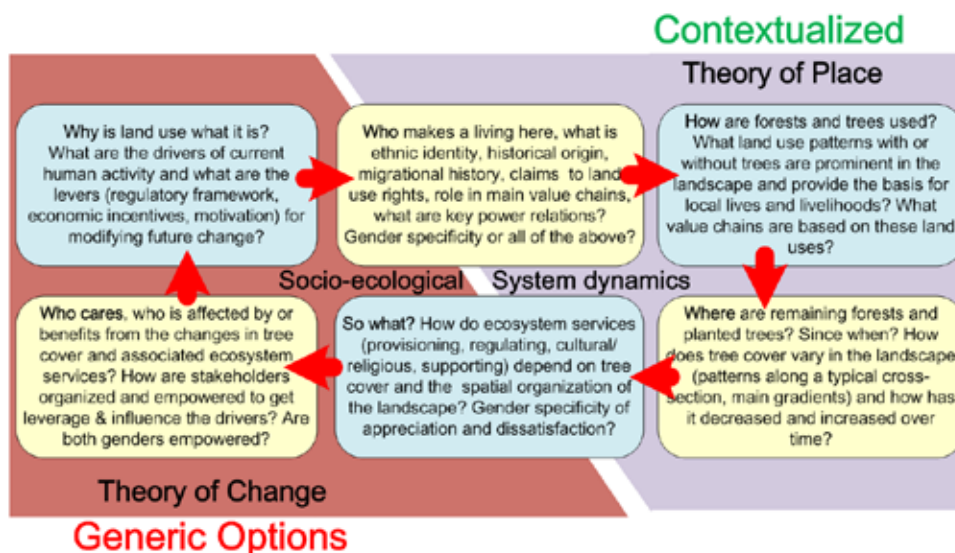 Contextualized
Theory of Place
Why is land use what it is?
What are the drivers of current
human activity and what are the
levers (regulatory framework,
economic incentives, motivation) for
modifying future change?
Who makes a living here, what is
ethnic identity, historical origin,
migrational history, claims to land
use rights, role in main value chains,
what are key power relations?
Gender specificity or all of the above?
How are forests and trees used?
What land use patterns with or
without trees are prominent in the
landscape and provide the basis for
local lives and livelihoods? What
value chains are based on these land
uses?
Socio-ecological System dynamics
Who cares, who is affected by or
benefits from the changes in tree
cover and associated ecosystem
services? How are stakeholders
organized and empowered to get
leverage & influence the drivers? Are
both genders empowered?
So what? How do ecosystem services
(provisioning, regulating, cultural/
religious, supporting) depend on tree
cover and the spatial organization of
the landscape? Gender specificity of
appreciation and dissatisfaction?
Where are remaining forests and
planted trees? Since when? How
does tree cover vary in the landscape
(patterns along a typical cross-
section, main gradients) and how has
it decreased and increased over
time?
Theory of Change
Generic Options